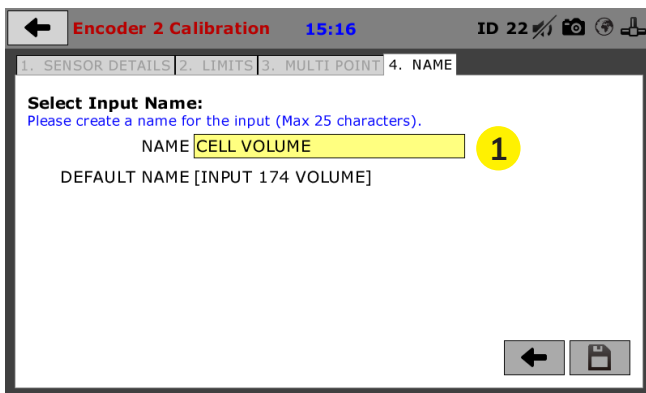 Encoder 2 Calibration 15:16 ID 22
1. SENSOR DETAILS 2. LIMITS 3. MULTI POINT 4. NAME
Select Input Name:
Please create a name for the input (Max 25 characters).
NAME CELL VOLUME 1
DEFAULT NAME [INPUT 174 VOLUME]